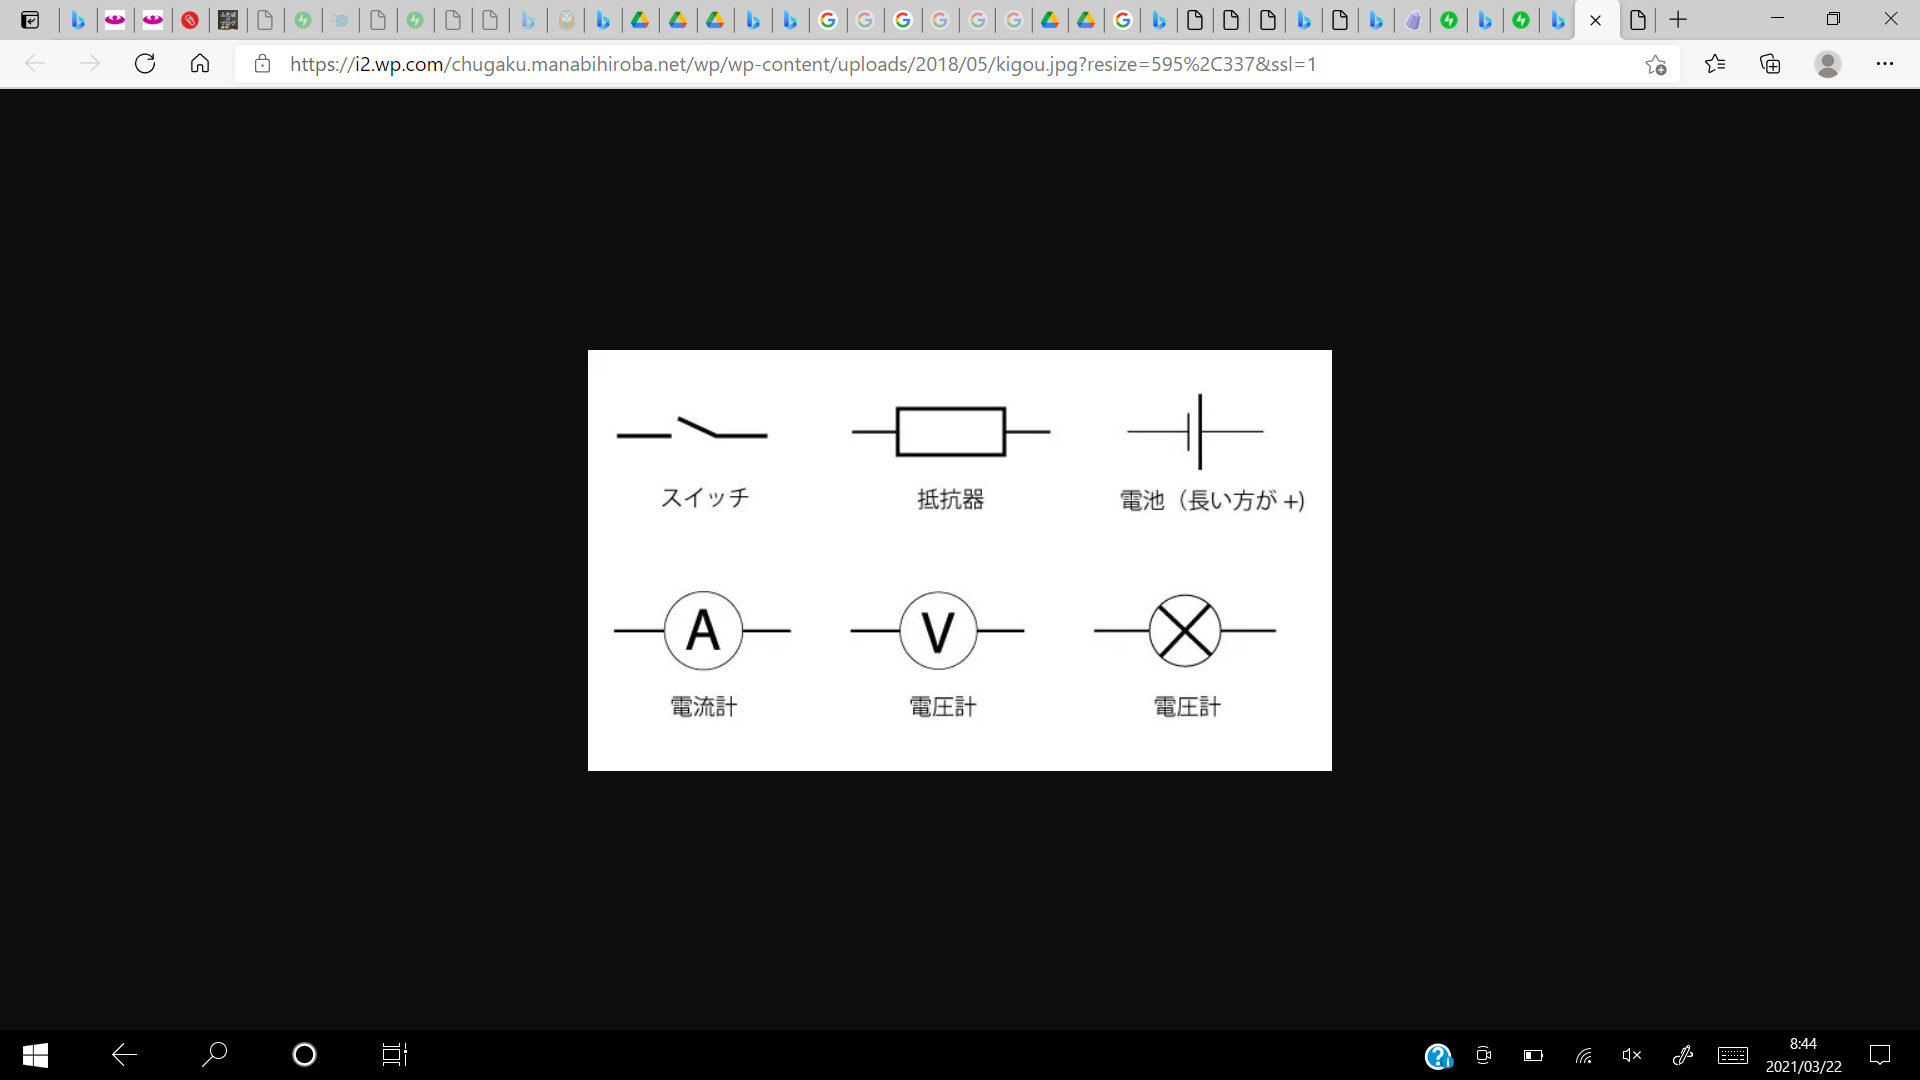 https://i2.wp.com/chugaku.manabihiroba.net/wp/wp-content/uploads/2018/05/kigou.jpg?resize=595%2C337&ssl=1
スイッチ
抵抗器
電池（長い方が +)
A
V
電流計
電圧計
電圧計
8:44
2021/03/22